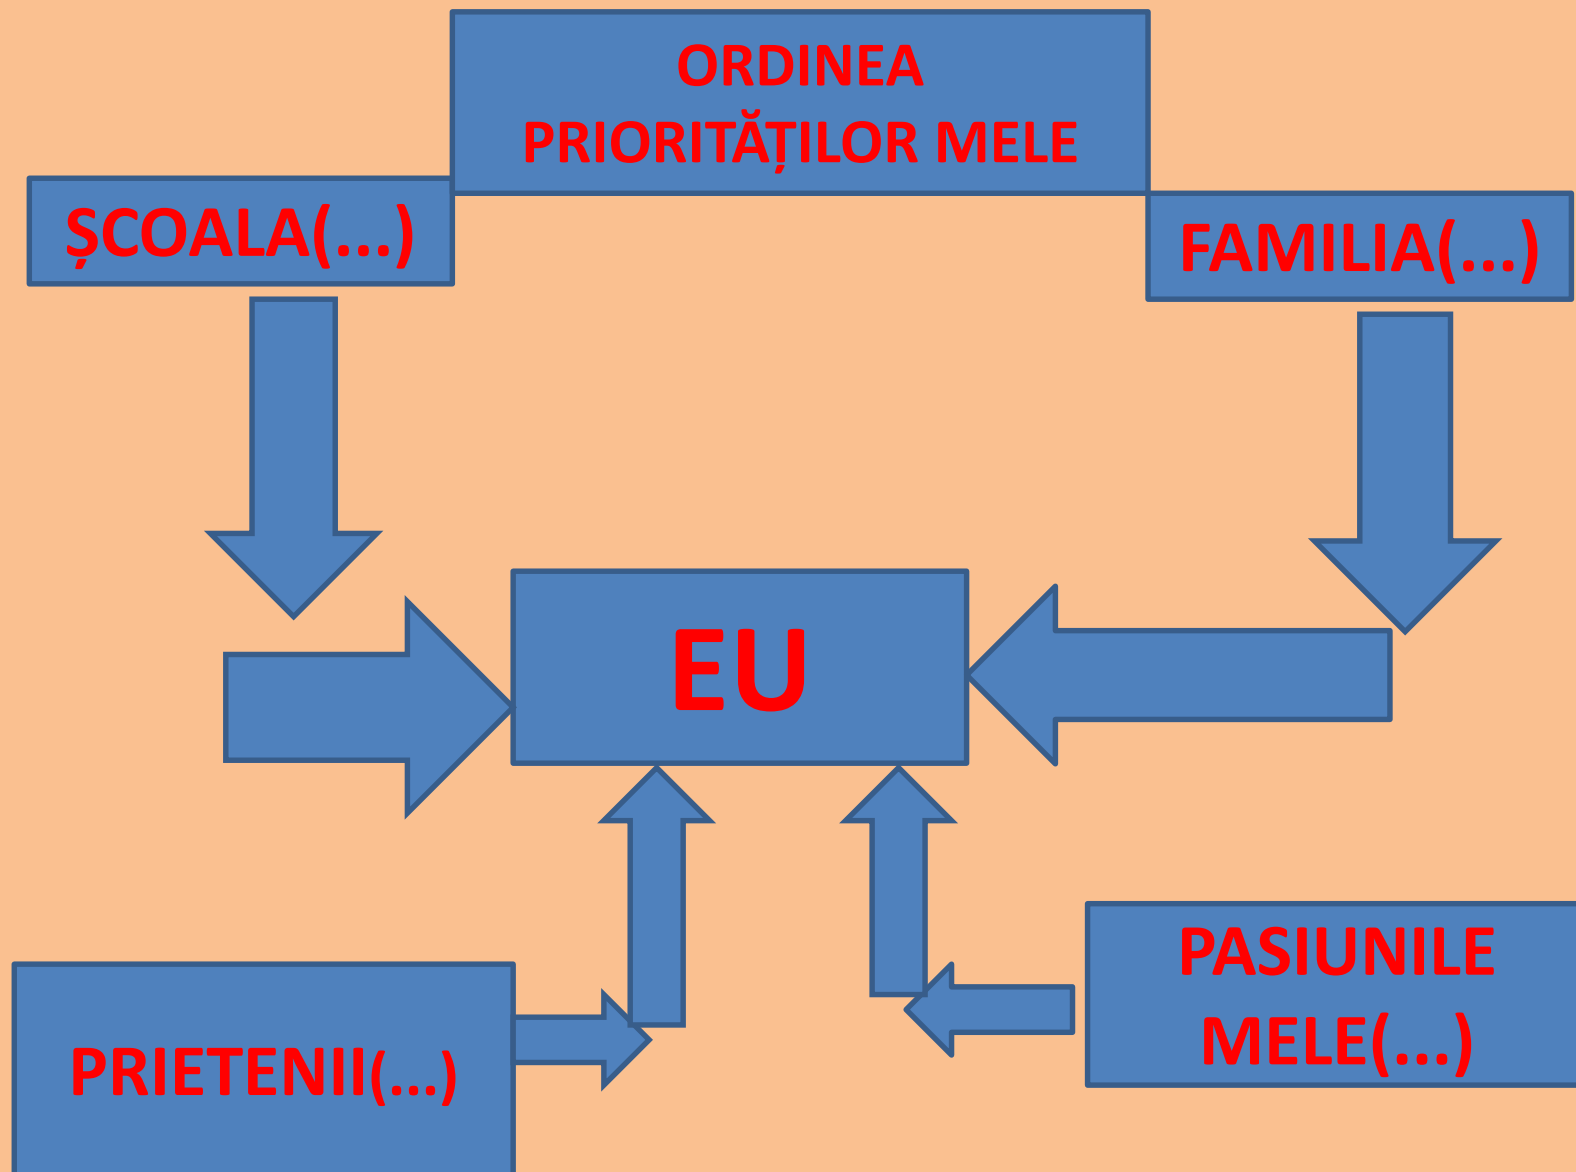 ORDINEA
PRIORITĂȚILOR MELE
ȘCOALA(...)
FAMILIA(...)
EU
PASIUNILE
MELE(...)
PRIETENII(...)